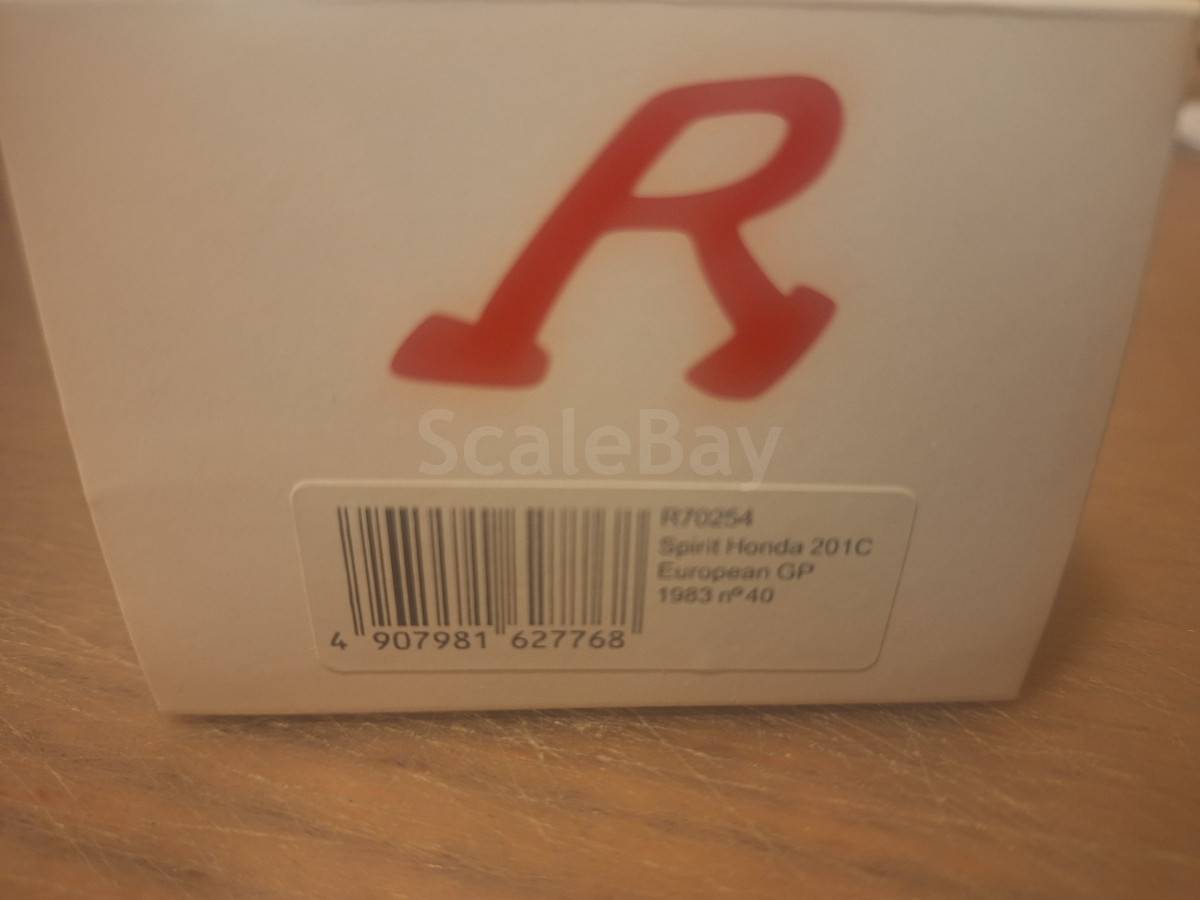 R
ScaleBay
R70254
Spirit Honda 201C
European GP
1983 nº40
4 907981 627768